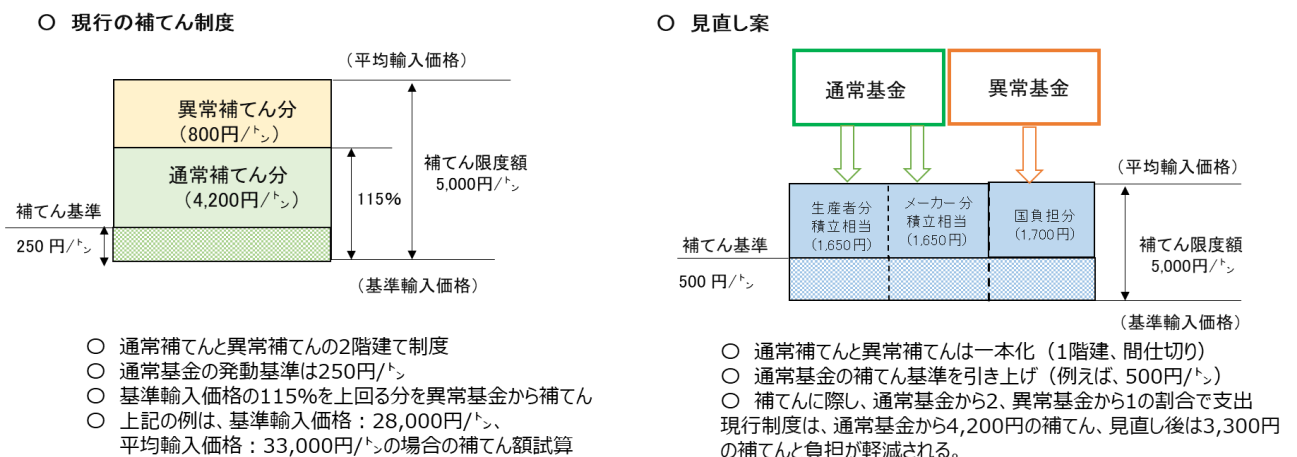 ○ 現行の補てん制度
(平均輸入価格)
異常補てん分
(800円/㌧)
通常補てん分
(4,200円/㌧)
115%
補てん限度額
5,000円/㌧
補てん基準
250 円/㌧
(基準輸入価格)
○ 通常補てんと異常補てんの2階建て制度
○ 通常基金の発動基準は250円/㌧
○ 基準輸入価格の115%を上回る分を異常基金から補てん
○ 上記の例は、基準輸入価格：28,000円/㌧、
平均輸入価格：33,000円/㌧の場合の補てん額試算
○ 見直し案
通常基金
異常基金
(平均輸入価格)
生産者分
積立相当
(1,650円)
メーカー分
積立相当
(1,650円)
国負担分
(1,700円)
補てん基準
500 円/㌧
補てん限度額
5,000円/㌧
(基準輸入価格)
○ 通常補てんと異常補てんは一本化（1階建、間仕切り）
○ 通常基金の補てん基準を引き上げ（例えば、500円/㌧）
○ 補てんに際し、通常基金から2、異常基金から1の割合で支出
現行制度は、通常基金から4,200円の補てん、見直し後は3,300円
の補てんと負担が軽減される。